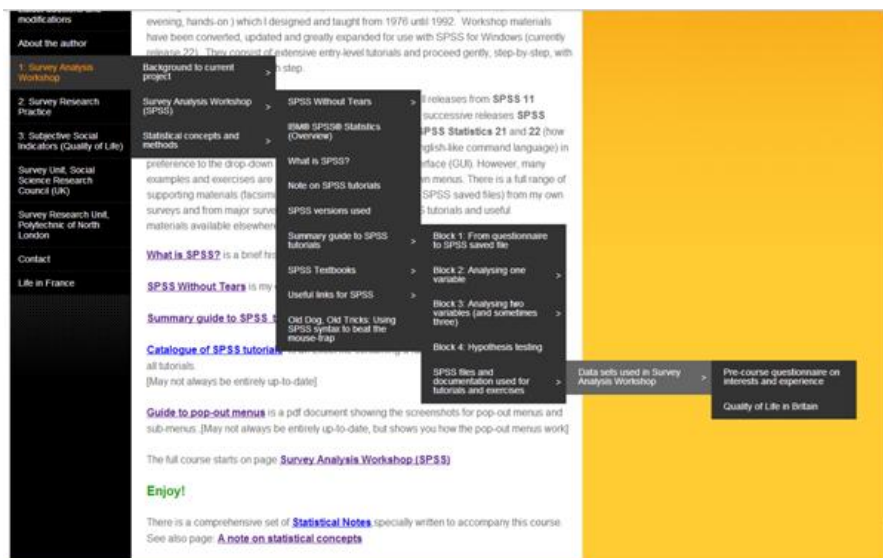 modifications
About the author
1: Survey Analysis
Workshop
2: Survey Research
Practice
3: Subjective Social
Indicators (Quality of Life)
Survey Unit, Social
Science Research
Council (UK)
Survey Research Unit,
Polytechnic of North
London
Contact
Life in France
evening, hands-on ) which I designed and taught from 1976 until 1992. Workshop materials
have been converted, updated and greatly expanded for use with SPSS for Windows (currently
release 22). They consist of extensive entry-level tutorials and proceed gently, step-by-step, with
step.
Background to current
project >
Survey Analysis Workshop
(SPSS) >
Statistical concepts and
methods >
SPSS Without Tears >
IBM® SPSS® Statistics
(Overview)
What is SPSS?
Note on SPSS tutorials
SPSS versions used
Summary guide to SPSS
tutorials >
SPSS Textbooks >
Useful links for SPSS >
Old Dog, Old Tricks: Using
SPSS syntax to beat the
mouse-trap
releases from SPSS 11
successive releases SPSS
SPSS Statistics 21 and 22 (how
nglish-like command language) in
preference to the drop-down rface (GUI). However, many
examples and exercises are n menus. There is a full range of
supporting materials (facsimi SPSS saved files) from my own
surveys and from major surve tutorials and useful
materials available elsewhere
What is SPSS? is a brief his
SPSS Without Tears is my
Summary guide to SPSS t
Catalogue of SPSS tutorials
all tutorials.
[May not always be entirely up-to-date]
Block 1: From questionnaire
to SPSS saved file >
Block 2: Analysing one
variable >
Block 3: Analysing two
variables (and sometimes
three) >
Block 4: Hypothesis testing
SPSS files and
documentation used for
tutorials and exercises >
Data sets used in Survey
Analysis Workshop >
Pre-course questionnaire on
interests and experience
Quality of Life in Britain
Guide to pop-out menus is a pdf document showing the screenshots for pop-out menus and
sub-menus .[May not always be entirely up-to-date, but shows you how the pop-out menus work]
The full course starts on page Survey Analysis Workshop (SPSS)
Enjoy!
There is a comprehensive set of Statistical Notes specially written to accompany this course.
See also page: A note on statistical concepts